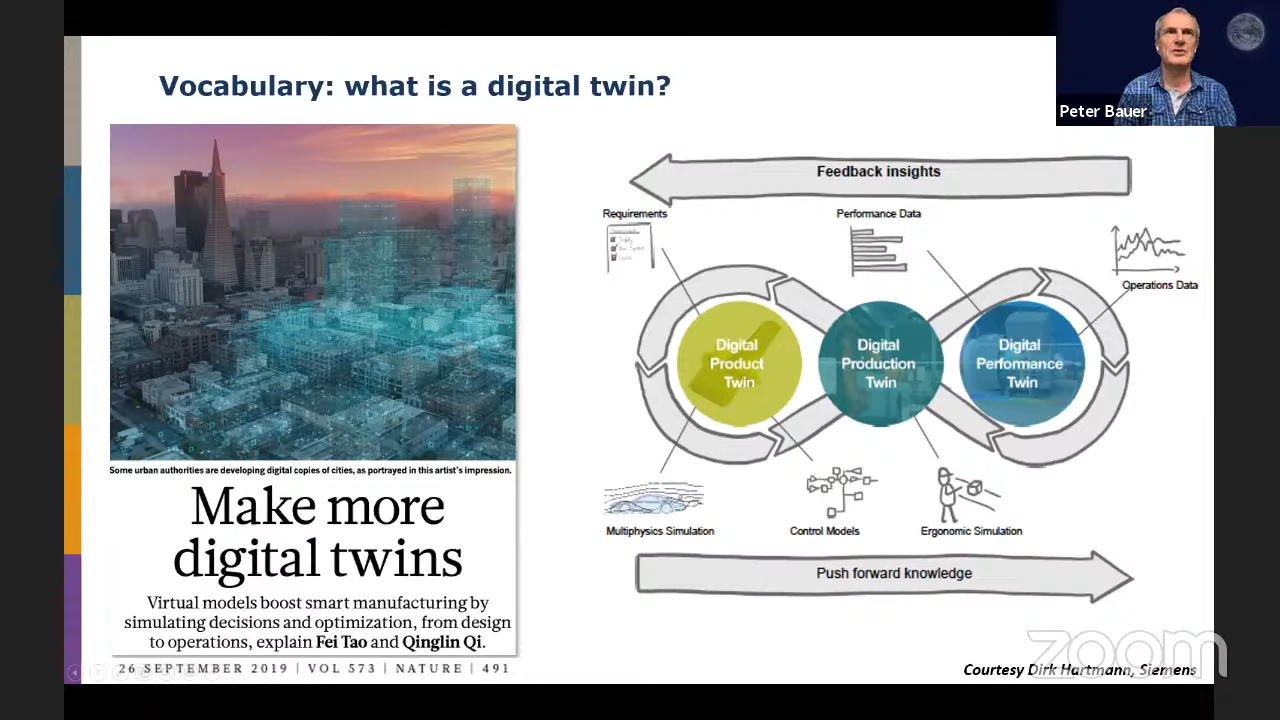 Vocabulary: what is a digital twin?
Peter Bauer
Some urban authorities are developing digital copies of cities, as portrayed in this artist's impression.
Make more
digital twins
Virtual models boost smart manufacturing by
simulating decisions and optimization, from design
to operations, explain Fei Tao and Qinglin Qi.
26 SEPTEMBER 2019 | VOL 573 | NATURE | 491
Feedback insights
Requirements
Performance Data
Operations Data
Digital
Product
Twin
Digital
Production
Twin
Digital
Performance
Twin
Multiphysics Simulation
Control Models
Ergonomic Simulation
Push forward knowledge
zoom
Courtesy Dirk Hartmann, Siemens